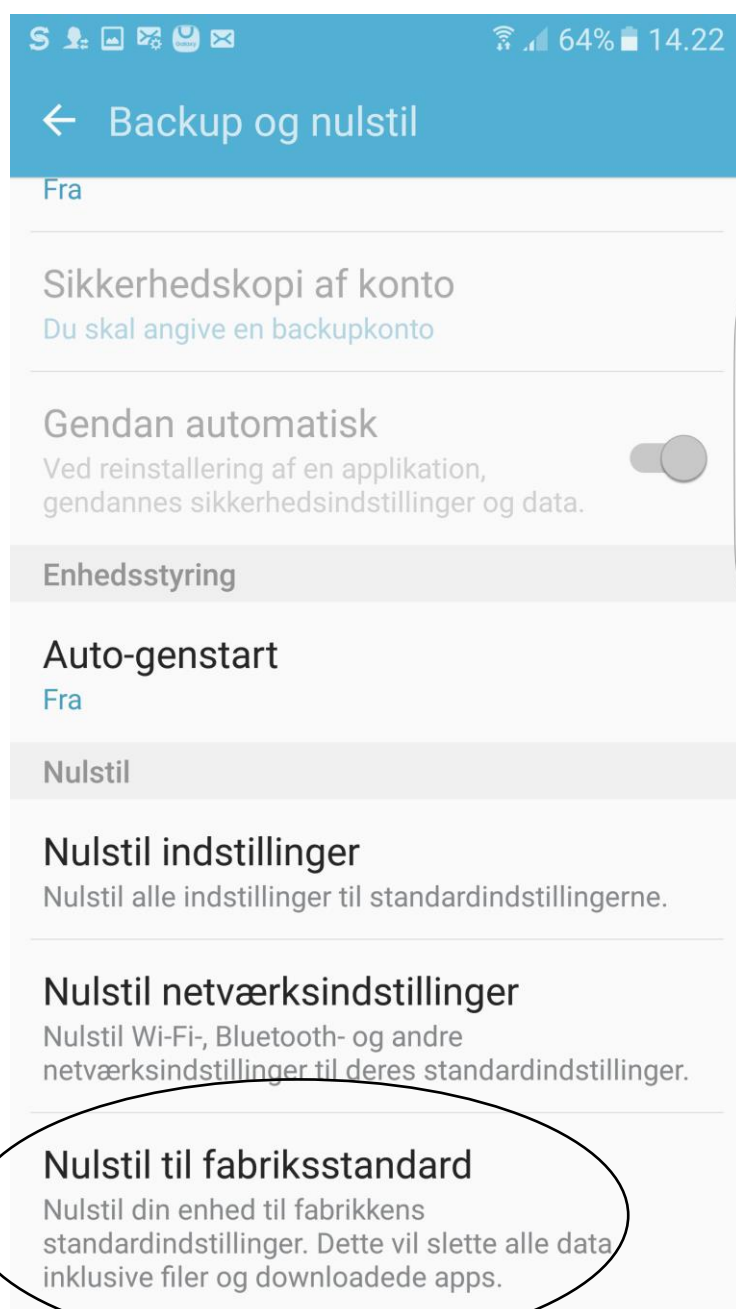 64% 14.22
Backup og nulstil
Fra
Sikkerhedskopi af konto
Du skal angive en backupkonto
Gendan automatisk
Ved reinstallering af en applikation,
gendannes sikkerhedsindstillinger og data.
Enhedsstyring
Auto-genstart
Fra
Nulstil
Nulstil indstillinger
Nulstil alle indstillinger til standardindstillingerne.
Nulstil netværksindstillinger
Nulstil Wi-Fi-, Bluetooth- og andre
netværksindstillinger til deres standardindstillinger.
Nulstil til fabriksstandard
Nulstil din enhed til fabrikkens
standardindstillinger. Dette vil slette alle data
inklusive filer og downloadede apps.